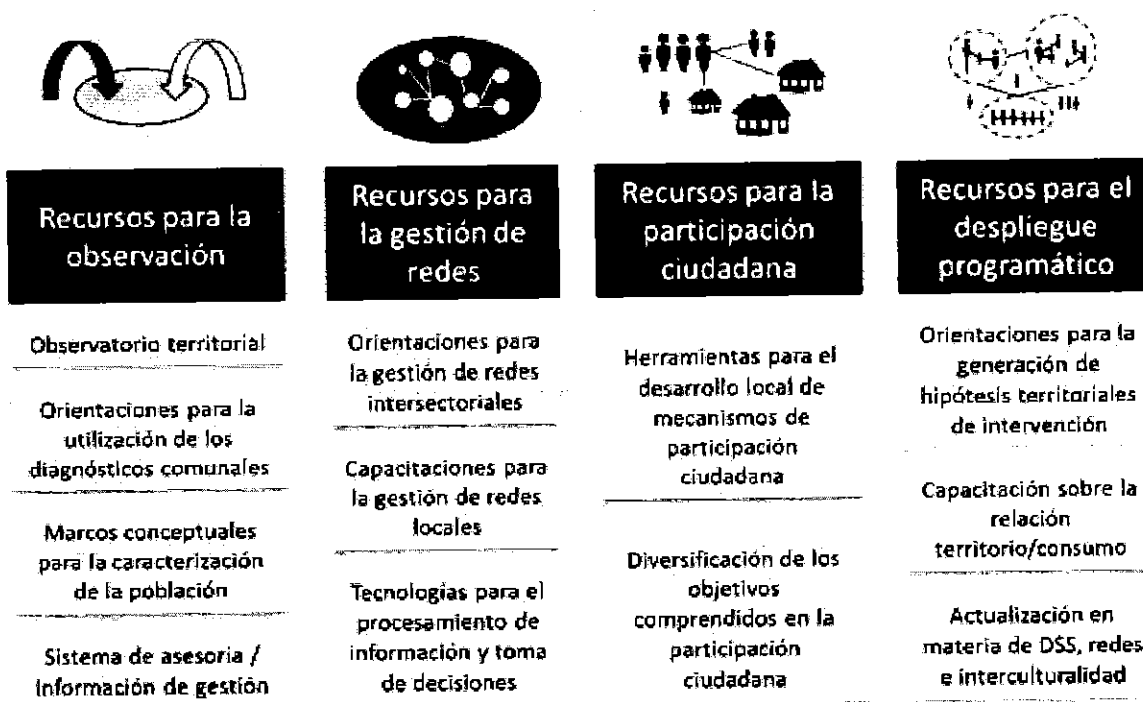 Recursos para la
observación
Observatorio territorial
Orientaciones para la
utilización de los
diagnósticos comunales
Marcos conceptuales
para la caracterización
de la población
Sistema de asesoria /
información de gestión
Recursos para
la gestión de
redes
Orientaciones para
la gestión de redes
intersectoriales
Capacitaciones para
la gestión de redes
locales
Tecnologías para el
procesamiento de
información y toma
de decisiones
Recursos para la
participación
ciudadana
Herramientas para el
desarrollo local de
mecanismos de
participación
ciudadana
Diversificación de los
objetivos
comprendidos en la
participación
ciudadana
Recursos para el
despliegue
programático
Orientaciones para la
generación de
hipótesis territoriales
de intervención
Capacitación sobre la
relación
territorio/consumo
Actualización en
materia de DSS, redes
e interculturalidad